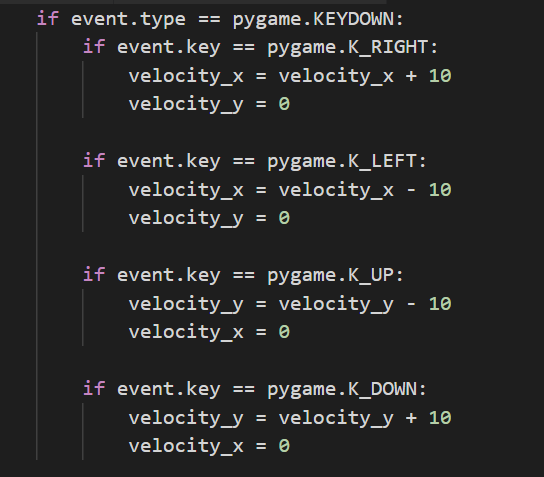 if event.type == pygame.KEYDOWN:
    if event.key == pygame.K_RIGHT:
        velocity_x = velocity_x + 10
        velocity_y = 0

    if event.key == pygame.K_LEFT:
        velocity_x = velocity_x - 10
        velocity_y = 0

    if event.key == pygame.K_UP:
        velocity_y = velocity_y - 10
        velocity_x = 0

    if event.key == pygame.K_DOWN:
        velocity_y = velocity_y + 10
        velocity_x = 0